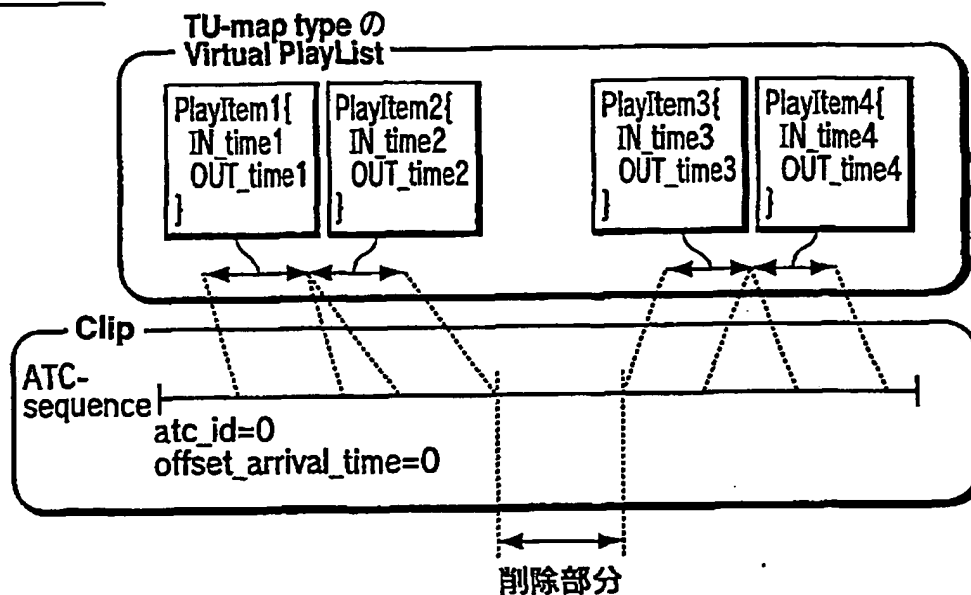 TU-map type の
Virtual PlayList
PlayItem1{
IN_time1
OUT_time1
}
PlayItem2{
IN_time2
OUT_time2
}
PlayItem3{
IN_time3
OUT_time3
}
PlayItem4{
IN_time4
OUT_time4
}
Clip
ATC-
sequence
atc_id=0
offset_arrival_time=0
削除部分